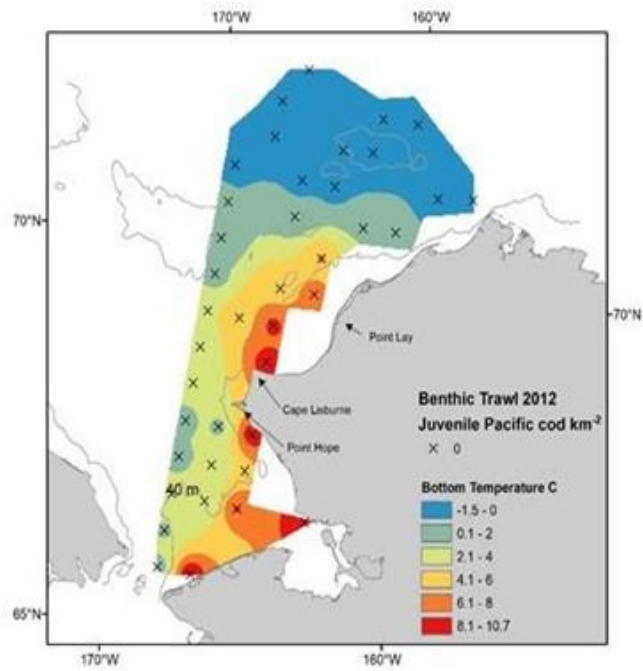 170°W 160°W
70°N
70°N
Point Lay
Cape Lisburne
Point Hope
40 m
Benthic Trawl 2012
Juvenile Pacific cod km-2
× 0
Bottom Temperature C
-1.5 - 0
0.1 - 2
2.1 - 4
4.1 - 6
6.1 - 8
8.1 - 10.7
65°N
170°W 160°W